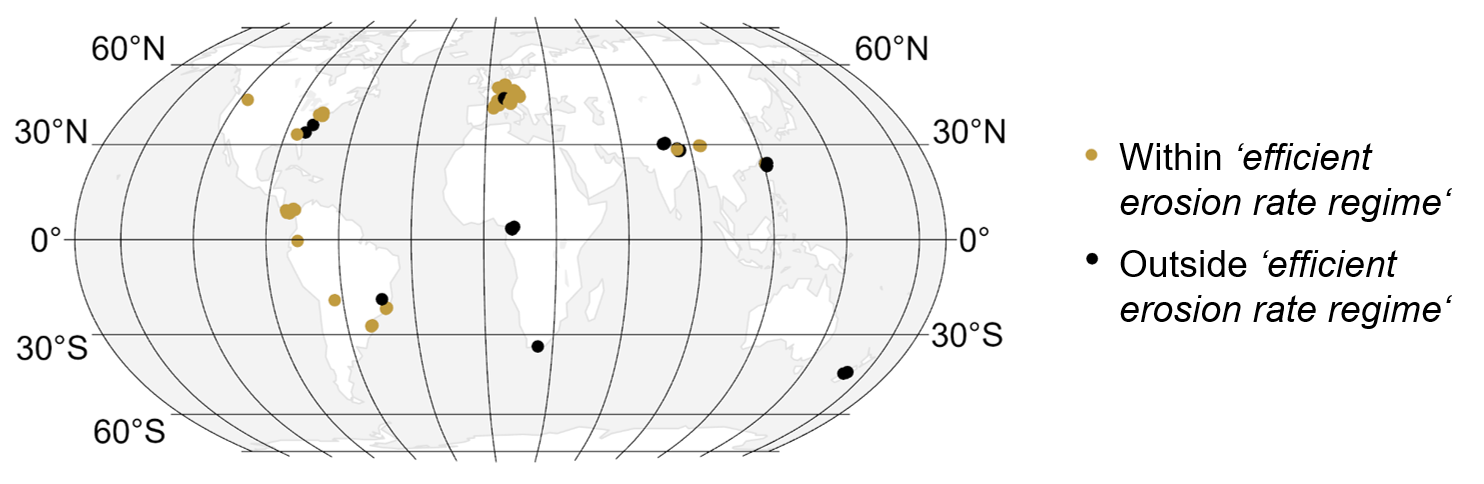 60°N 60°N
30°N 30°N
0° 0°
30°S 30°S
60°S
Within ‘efficient
erosion rate regime‘
Outside ‘efficient
erosion rate regime‘